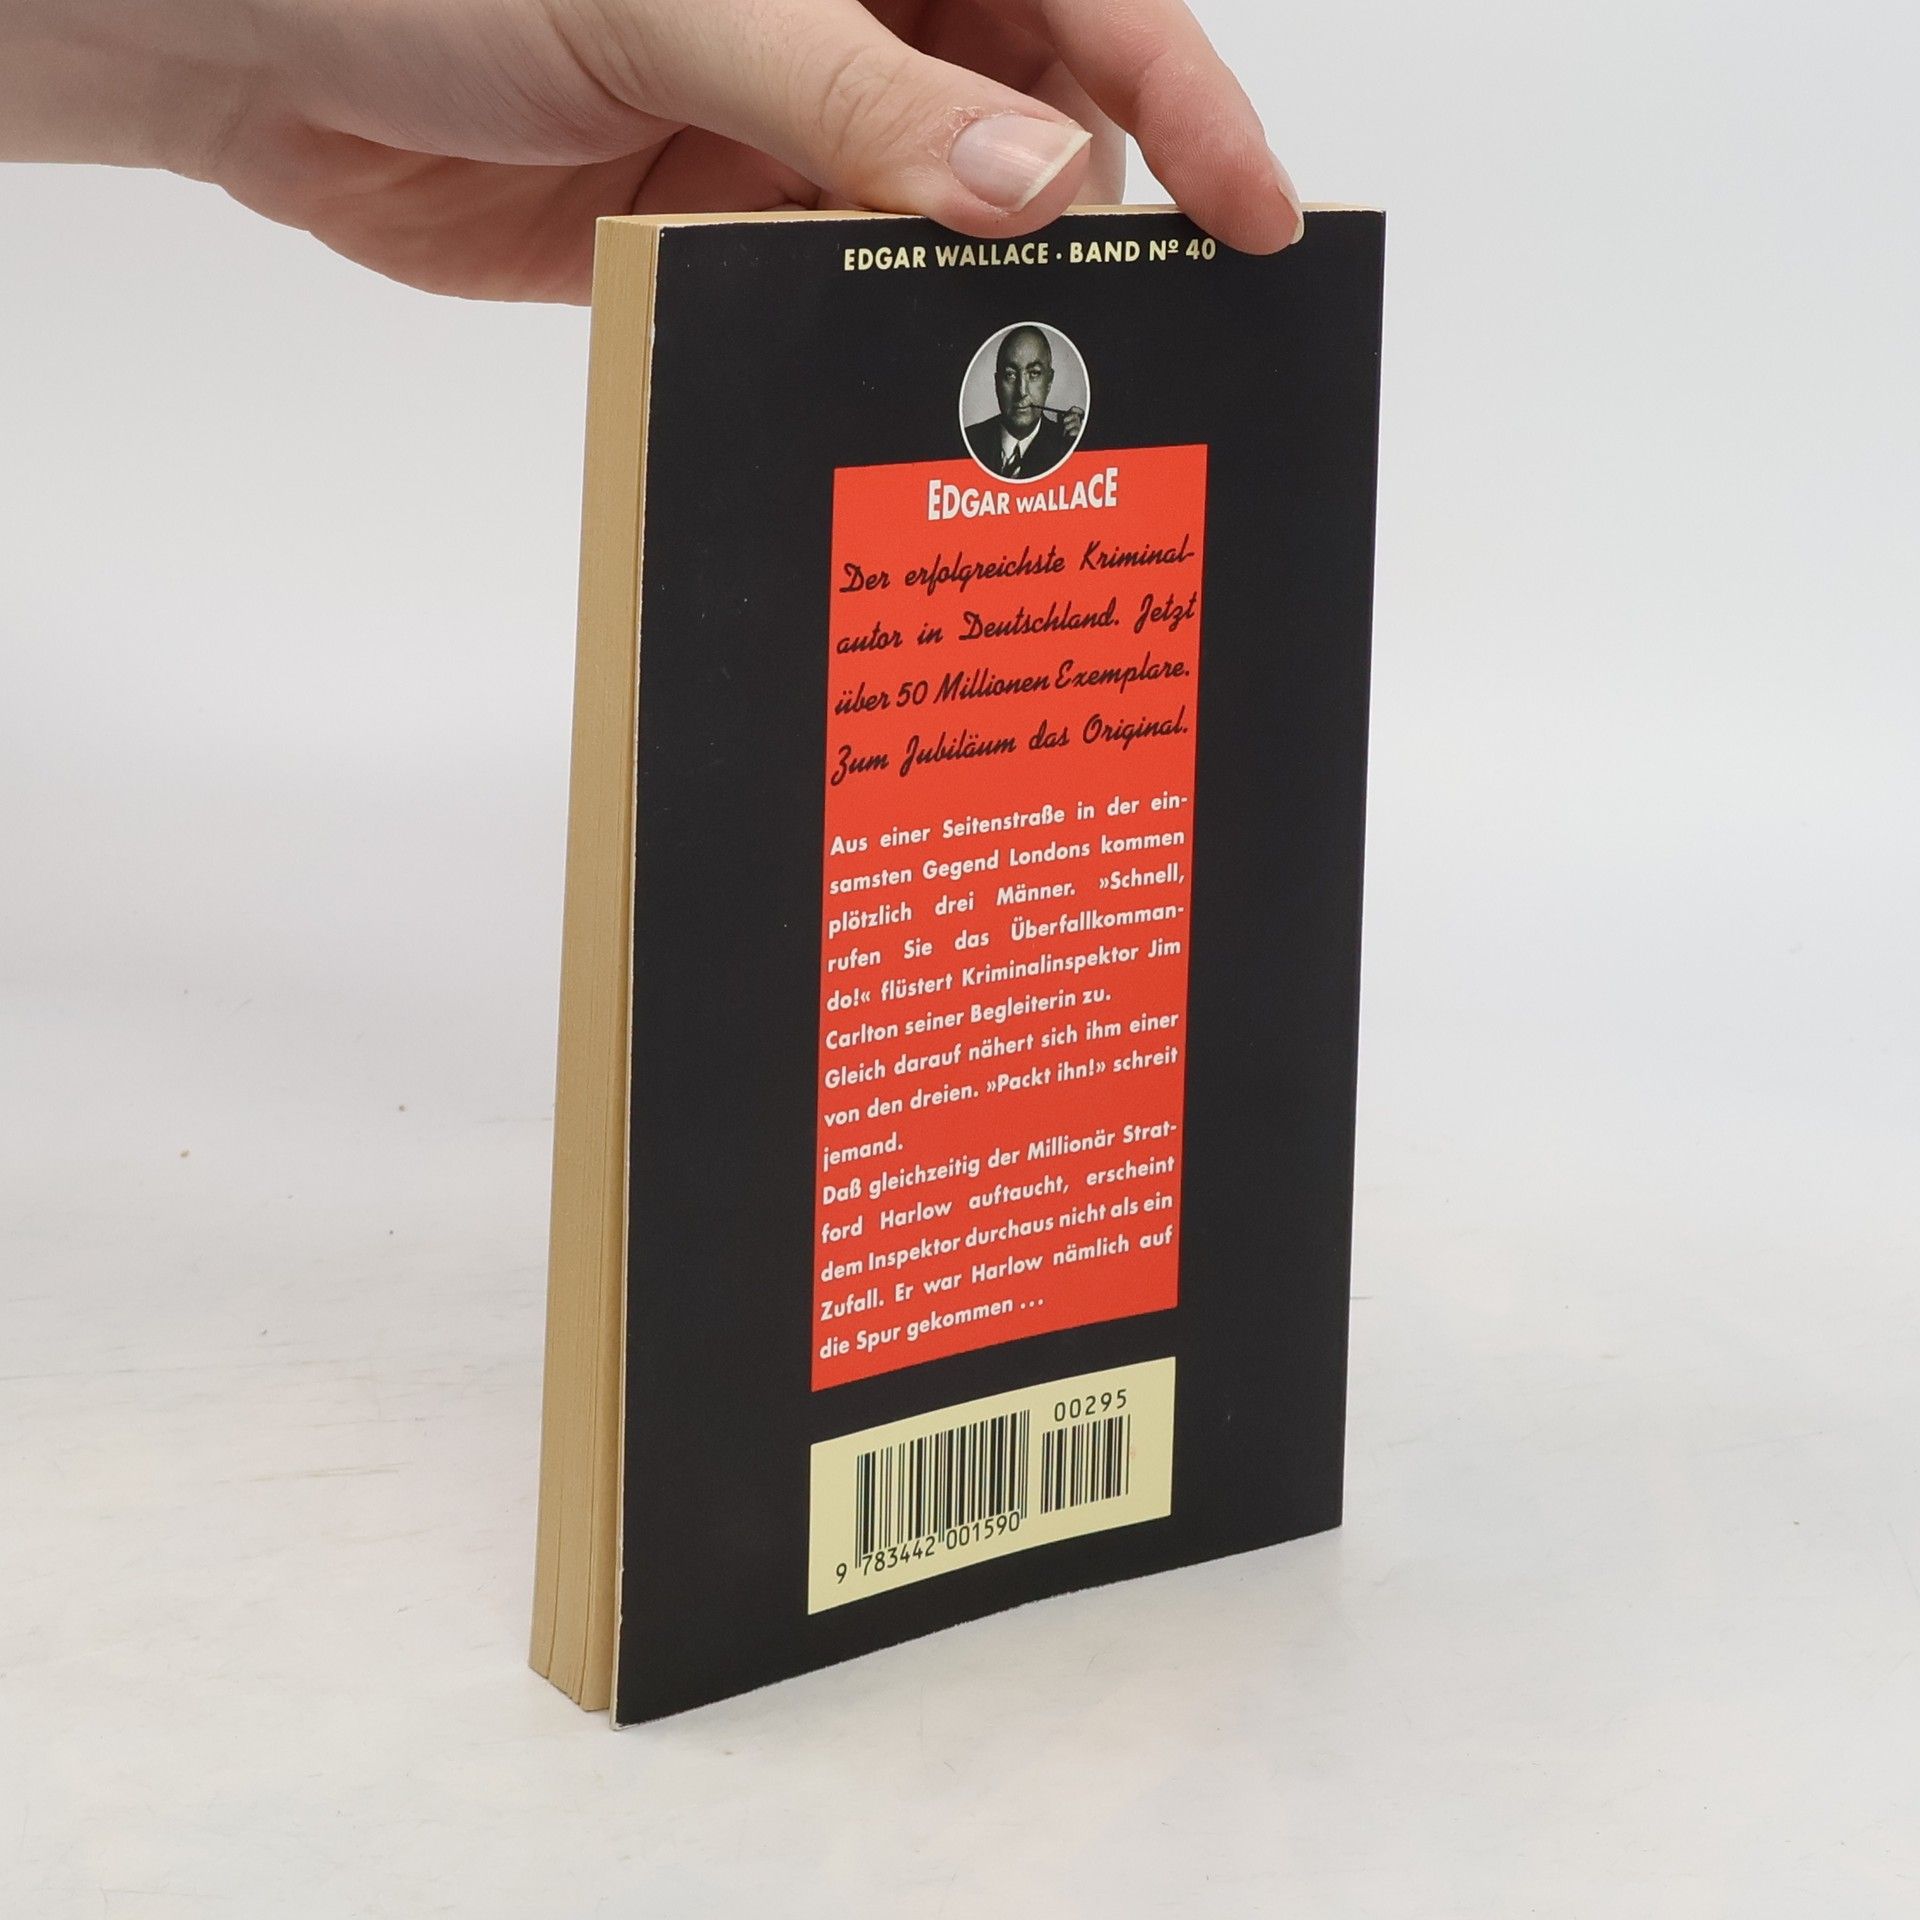 EDGAR WALLACE · BAND Nº 40
EDGAR WALLACE
Der erfolgreichste Kriminal-
autor in Deutschland. Jetzt
über 50 Millionen Exemplare.
Zum Jubiläum das Original.
Aus einer Seitenstraße in der ein-
samsten Gegend Londons kommen
plötzlich drei Männer. »Schnell,
rufen Sie das Überfallkomman-
do!« flüstert Kriminalinspektor Jim
Carlton seiner Begleiterin zu.
Gleich darauf nähert sich ihm einer
von den dreien. »Packt ihn!» schreit
jemand.
Daß gleichzeitig der Millionär Strat-
ford Harlow auftaucht, erscheint
dem Inspektor durchaus nicht als ein
Zufall. Er war Harlow nämlich auf
die Spur gekommen ...
00295
9 783442 001590